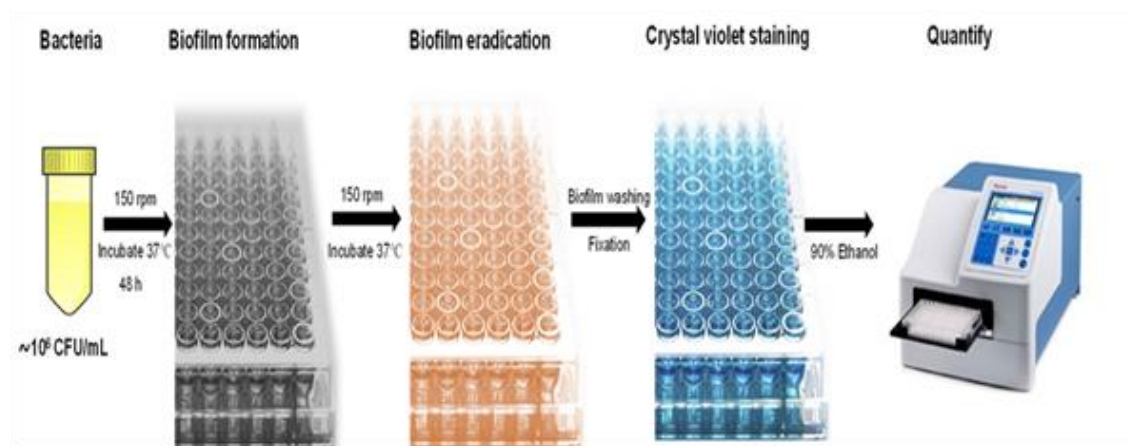 Bacteria
Biofilm formation
Biofilm eradication
Crystal violet staining
Quantify
150 rpm
Incubate 37℃
48 h
150 rpm
Incubate 37℃
Biofilm washing
Fixation
90% Ethanol
~10⁶ CFU/mL